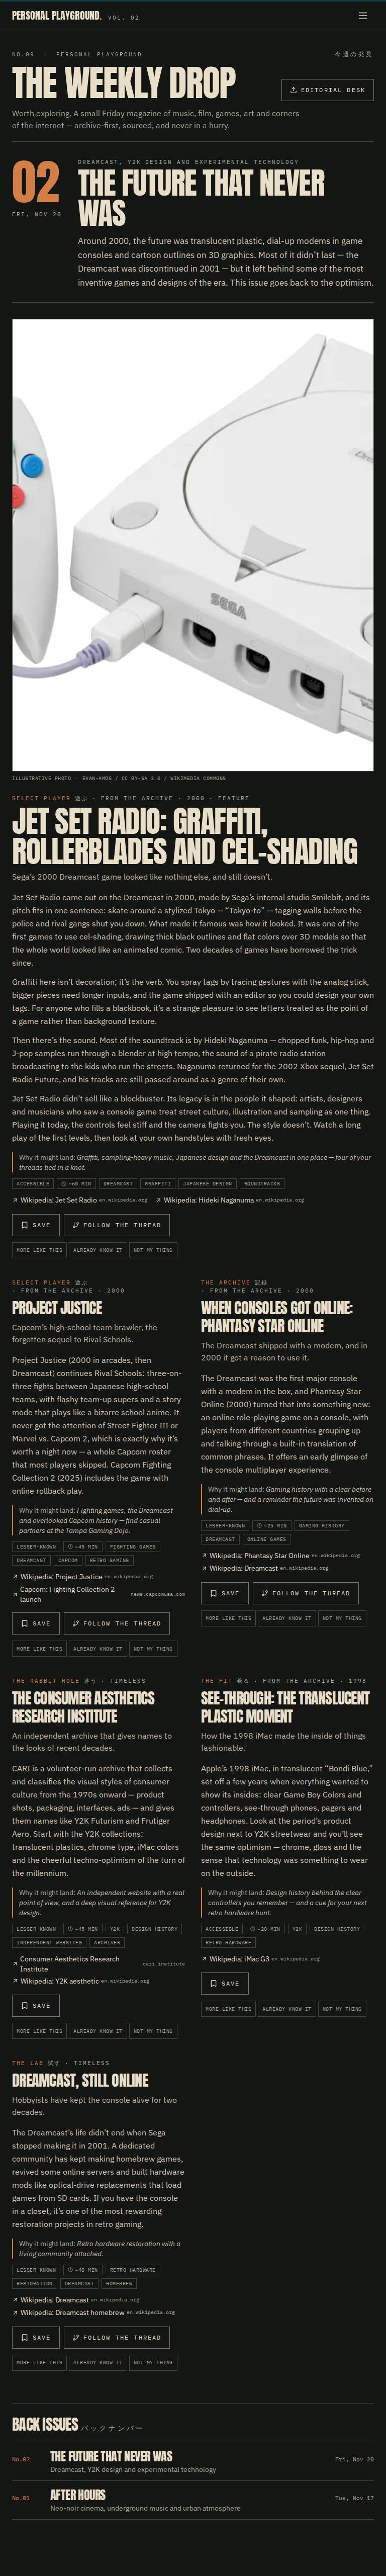 PERSONAL PLAYGROUND. VOL. 02
NO.09 / PERSONAL PLAYGROUND
今週の発見
THE WEEKLY DROP
EDITORIAL DESK
Worth exploring. A small Friday magazine of music, film, games, art and corners
of the internet — archive-first, sourced, and never in a hurry.
02
FRI, NOV 20
DREAMCAST, Y2K DESIGN AND EXPERIMENTAL TECHNOLOGY
THE FUTURE THAT NEVER
WAS
Around 2000, the future was translucent plastic, dial-up modems in game
consoles and cartoon outlines on 3D graphics. Most of it didn't last — the
Dreamcast was discontinued in 2001 — but it left behind some of the most
inventive games and designs of the era. This issue goes back to the optimism.
SEGA
ILLUSTRATIVE PHOTO · EVAN-AMOS / CC BY-SA 3.0 / WIKIMEDIA COMMONS
SELECT PLAYER 遊ぶ · FROM THE ARCHIVE · 2000 · FEATURE
JET SET RADIO: GRAFFITI,
ROLLERBLADES AND CEL-SHADING
Sega's 2000 Dreamcast game looked like nothing else, and still doesn't.
Jet Set Radio came out on the Dreamcast in 2000, made by Sega's internal studio Smilebit, and its
pitch fits in one sentence: skate around a stylized Tokyo — "Tokyo-to" — tagging walls before the
police and rival gangs shut you down. What made it famous was how it looked. It was one of the
first games to use cel-shading, drawing thick black outlines and flat colors over 3D models so that
the whole world looked like an animated comic. Two decades of games have borrowed the trick
since.
Graffiti here isn't decoration; it's the verb. You spray tags by tracing gestures with the analog stick,
bigger pieces need longer inputs, and the game shipped with an editor so you could design your own
tags. For anyone who fills a blackbook, it's a strange pleasure to see letters treated as the point of
a game rather than background texture.
Then there's the sound. Most of the soundtrack is by Hideki Naganuma — chopped funk, hip-hop and
J-pop samples run through a blender at high tempo, the sound of a pirate radio station
broadcasting to the kids who run the streets. Naganuma returned for the 2002 Xbox sequel, Jet Set
Radio Future, and his tracks are still passed around as a genre of their own.
Jet Set Radio didn't sell like a blockbuster. Its legacy is in the people it shaped: artists, designers
and musicians who saw a console game treat street culture, illustration and sampling as one thing.
Playing it today, the controls feel stiff and the camera fights you. The style doesn't. Watch a long
play of the first levels, then look at your own handstyles with fresh eyes.
Why it might land: Graffiti, sampling-heavy music, Japanese design and the Dreamcast in one place — four of your
threads tied in a knot.
ACCESSIBLE ~60 MIN DREAMCAST GRAFFITI JAPANESE DESIGN SOUNDTRACKS
Wikipedia: Jet Set Radio en.wikipedia.org Wikipedia: Hideki Naganuma en.wikipedia.org
SAVE FOLLOW THE THREAD
MORE LIKE THIS ALREADY KNOW IT NOT MY THING
SELECT PLAYER 遊ぶ
· FROM THE ARCHIVE · 2000
PROJECT JUSTICE
Capcom's high-school team brawler, the
forgotten sequel to Rival Schools.
Project Justice (2000 in arcades, then
Dreamcast) continues Rival Schools: three-on-
three fights between Japanese high-school
teams, with flashy team-up supers and a story
mode that plays like a bizarre school anime. It
never got the attention of Street Fighter III or
Marvel vs. Capcom 2, which is exactly why it's
worth a night now — a whole Capcom roster
that most players skipped. Capcom Fighting
Collection 2 (2025) includes the game with
online rollback play.
Why it might land: Fighting games, the Dreamcast
and overlooked Capcom history — find casual
partners at the Tampa Gaming Dojo.
LESSER-KNOWN ~45 MIN FIGHTING GAMES
DREAMCAST CAPCOM RETRO GAMING
Wikipedia: Project Justice en.wikipedia.org
Capcom: Fighting Collection 2
launch
news.capcomusa.com
SAVE FOLLOW THE THREAD
MORE LIKE THIS ALREADY KNOW IT NOT MY THING
THE ARCHIVE 記録
· FROM THE ARCHIVE · 2000
WHEN CONSOLES GOT ONLINE:
PHANTASY STAR ONLINE
The Dreamcast shipped with a modem, and in
2000 it got a reason to use it.
The Dreamcast was the first major console
with a modem in the box, and Phantasy Star
Online (2000) turned that into something new:
an online role-playing game on a console, with
players from different countries grouping up
and talking through a built-in translation of
common phrases. It offers an early glimpse of
the console multiplayer experience.
Why it might land: Gaming history with a clear before
and after — and a reminder the future was invented on
dial-up.
LESSER-KNOWN ~25 MIN GAMING HISTORY
DREAMCAST ONLINE GAMES
Wikipedia: Phantasy Star Online en.wikipedia.org
Wikipedia: Dreamcast en.wikipedia.org
SAVE FOLLOW THE THREAD
MORE LIKE THIS ALREADY KNOW IT NOT MY THING
THE RABBIT HOLE 迷う · TIMELESS
THE CONSUMER AESTHETICS
RESEARCH INSTITUTE
An independent archive that gives names to
the looks of recent decades.
CARI is a volunteer-run archive that collects
and classifies the visual styles of consumer
culture from the 1970s onward — product
shots, packaging, interfaces, ads — and gives
them names like Y2K Futurism and Frutiger
Aero. Start with the Y2K collections:
translucent plastics, chrome type, iMac colors
and the cheerful techno-optimism of the turn of
the millennium.
Why it might land: An independent website with a real
point of view, and a deep visual reference for Y2K
design.
LESSER-KNOWN ~45 MIN Y2K DESIGN HISTORY
INDEPENDENT WEBSITES ARCHIVES
Consumer Aesthetics Research
Institute
cari.institute
Wikipedia: Y2K aesthetic en.wikipedia.org
SAVE
MORE LIKE THIS ALREADY KNOW IT NOT MY THING
THE FIT 着る · FROM THE ARCHIVE · 1998
SEE-THROUGH: THE TRANSLUCENT
PLASTIC MOMENT
How the 1998 iMac made the inside of things
fashionable.
Apple's 1998 iMac, in translucent "Bondi Blue,"
set off a few years when everything wanted to
show its insides: clear Game Boy Colors and
controllers, see-through phones, pagers and
headphones. Look at the period's product
design next to Y2K streetwear and you'll see
the same optimism — chrome, gloss and a
sense that technology was something to wear
on the outside.
Why it might land: Design history behind the clear
controllers you remember — and a cue for your next
retro hardware hunt.
ACCESSIBLE ~20 MIN Y2K DESIGN HISTORY
RETRO HARDWARE
Wikipedia: iMac G3 en.wikipedia.org
SAVE
MORE LIKE THIS ALREADY KNOW IT NOT MY THING
THE LAB 試す · TIMELESS
DREAMCAST, STILL ONLINE
Hobbyists have kept the console alive for two
decades.
The Dreamcast's life didn't end when Sega
stopped making it in 2001. A dedicated
community has kept making homebrew games,
revived some online servers and built hardware
mods like optical-drive replacements that load
games from SD cards. If you have the console
in a closet, it's one of the most rewarding
restoration projects in retro gaming.
Why it might land: Retro hardware restoration with a
living community attached.
LESSER-KNOWN ~40 MIN RETRO HARDWARE
RESTORATION DREAMCAST HOMEBREW
Wikipedia: Dreamcast en.wikipedia.org
Wikipedia: Dreamcast homebrew en.wikipedia.org
SAVE FOLLOW THE THREAD
MORE LIKE THIS ALREADY KNOW IT NOT MY THING
BACK ISSUES バックナンバー
No.02 THE FUTURE THAT NEVER WAS Fri, Nov 20
Dreamcast, Y2K design and experimental technology
No.01 AFTER HOURS Tue, Nov 17
Neo-noir cinema, underground music and urban atmosphere